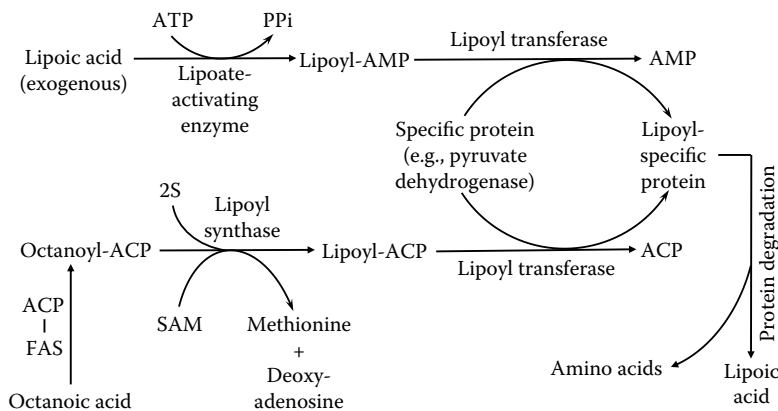 ATP
PPi
Lipoic acid
(exogenous)
Lipoate-
activating
enzyme
Lipoyl-AMP
Lipoyl transferase
AMP
Specific protein
(e.g., pyruvate
dehydrogenase)
Lipoyl-
specific
protein
2S
Lipoyl
synthase
Octanoyl-ACP
Lipoyl-ACP
Lipoyl transferase
ACP
SAM
Methionine
+
Deoxy-
adenosine
ACP
FAS
Octanoic acid
Protein degradation
Amino acids
Lipoic
acid